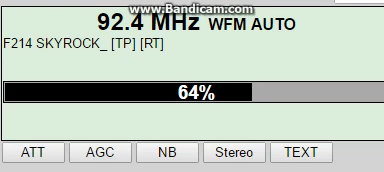 www.Bandicam.com
92.4 MHz WFM AUTO
F214 SKYROCK_ [TP] [RT]
64%
ATT AGC NB Stereo TEXT